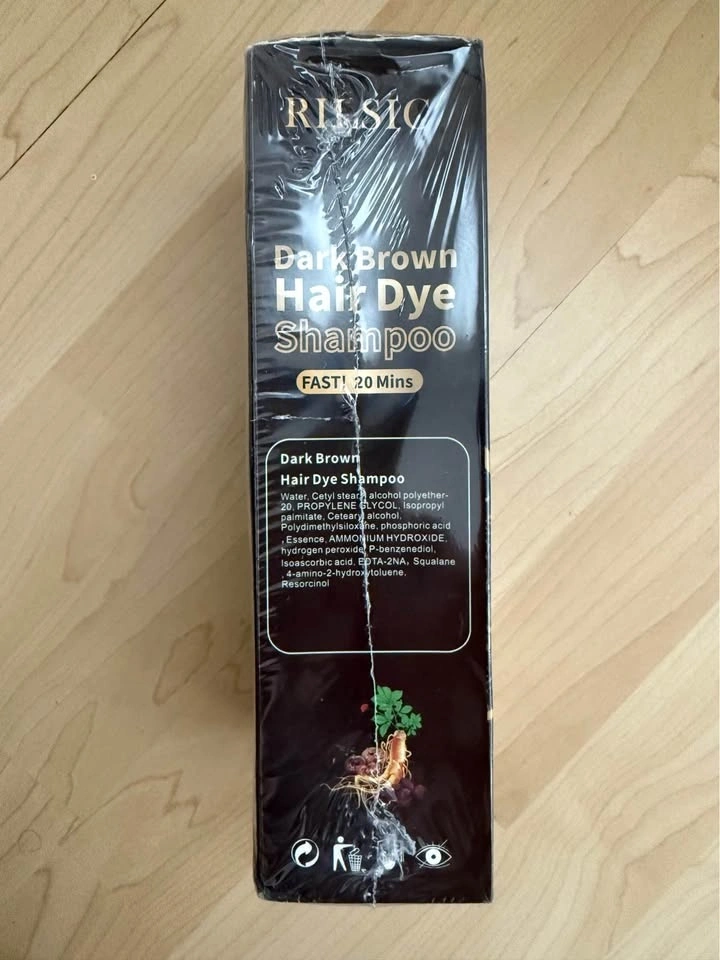 RILSIC
Dark Brown
Hair Dye
Shampoo
FAST! 20 Mins
Dark Brown
Hair Dye Shampoo
Water, Cetyl stearyl alcohol polyether-
20, PROPYLENE GLYCOL, Isopropyl
palmitate, Cetearyl alcohol,
Polydimethylsiloxane, phosphoric acid
, Essence, AMMOMIUM HYDROXIDE,
hydrogen peroxide, P-benzenediol,
Isoascorbic acid, EDTA-2NA, Squalane
, 4-amino-2-hydroxytoluene,
Resorcinol